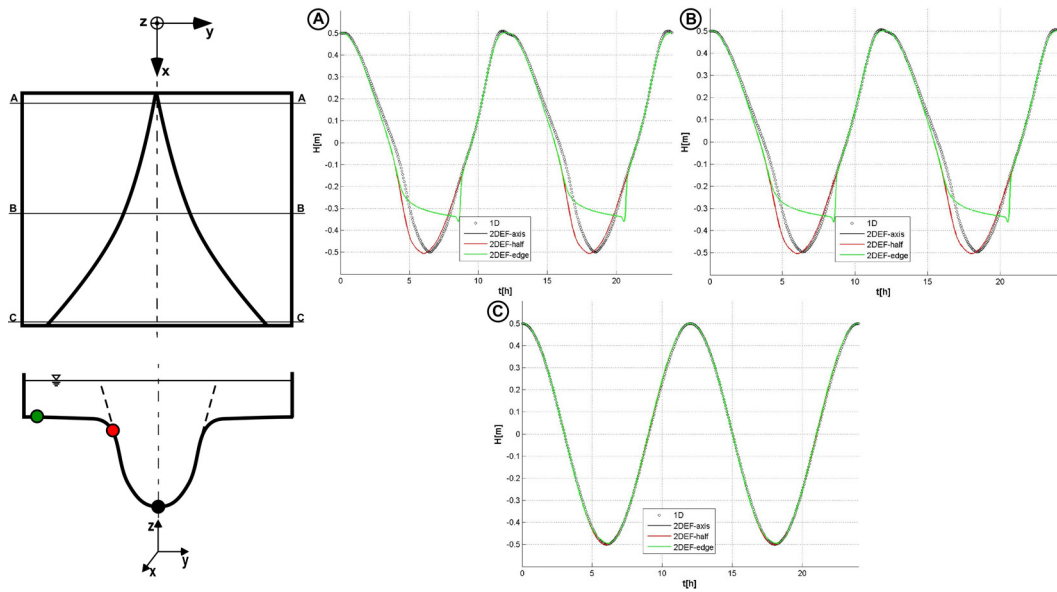 z
y
x
A
A
B
B
C
C
z
y
x
A
0.5
0.4
0.3
0.2
0.1
0
-0.1
-0.2
-0.3
-0.4
-0.5
H[m]
1D
2DEF-axis
2DEF-half
2DEF-edge
0
5
10
15
20
t[h]
B
0.5
0.4
0.3
0.2
0.1
0
-0.1
-0.2
-0.3
-0.4
-0.5
H[m]
1D
2DEF-axis
2DEF-half
2DEF-edge
0
5
10
15
20
t[h]
C
0.5
0.4
0.3
0.2
0.1
0
-0.1
-0.2
-0.3
-0.4
-0.5
H[m]
1D
2DEF-axis
2DEF-half
2DEF-edge
0
5
10
15
20
t[h]